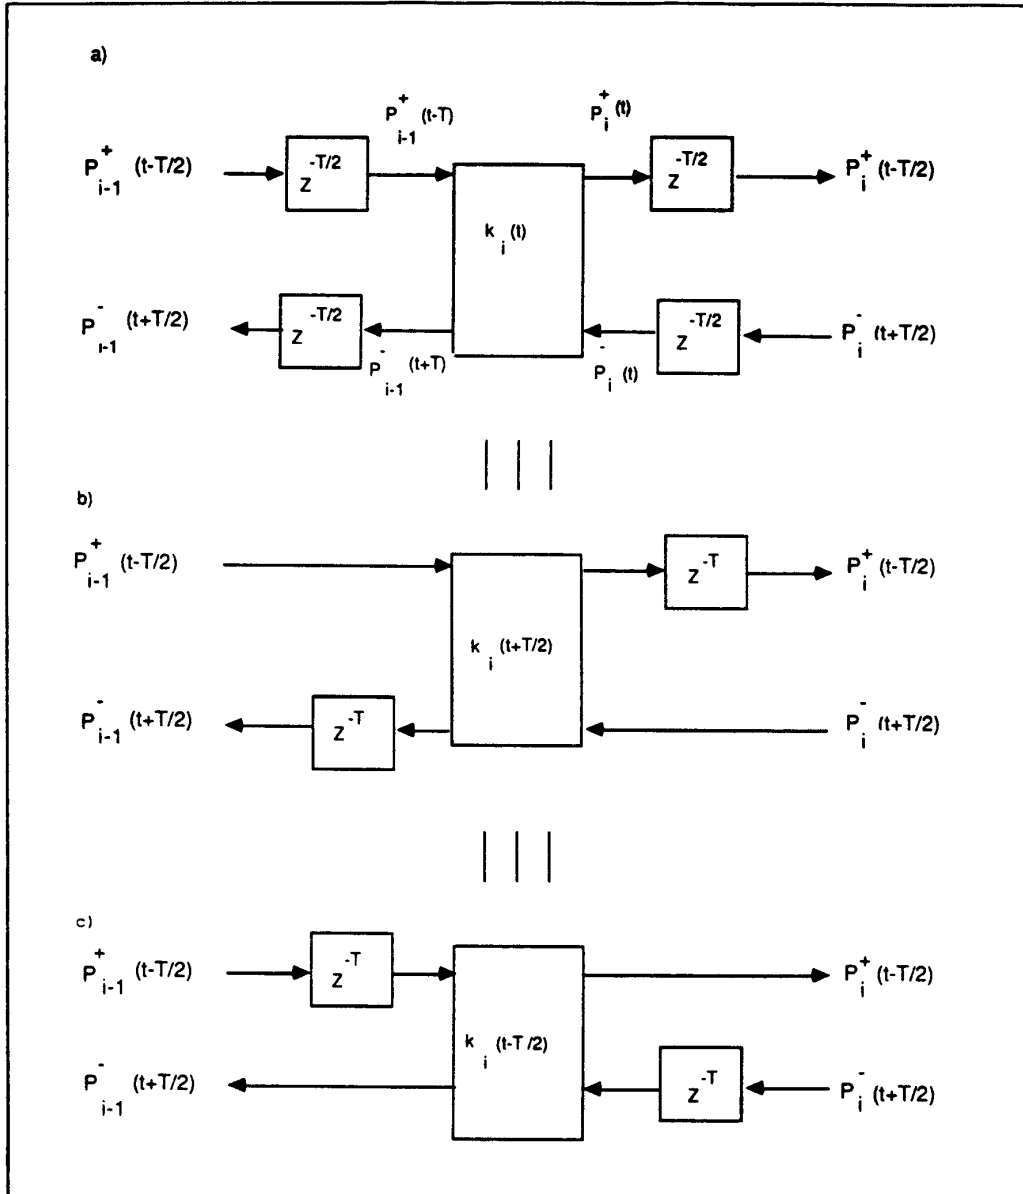 a)
P⁺ᵢ₋₁ (t-T)
P⁺ᵢ (t)
P⁺ᵢ₋₁ (t-T/2)
z⁻ᵀ/²
z⁻ᵀ/²
P⁺ᵢ (t-T/2)
kᵢ (t)
P⁻ᵢ₋₁ (t+T/2)
z⁻ᵀ/²
z⁻ᵀ/²
P⁻ᵢ (t+T/2)
P⁻ᵢ₋₁ (t+T)
P⁻ᵢ (t)
b)
P⁺ᵢ₋₁ (t-T/2)
z⁻ᵀ
P⁺ᵢ (t-T/2)
kᵢ (t+T/2)
P⁻ᵢ₋₁ (t+T/2)
z⁻ᵀ
P⁻ᵢ (t+T/2)
c)
P⁺ᵢ₋₁ (t-T/2)
z⁻ᵀ
P⁺ᵢ (t-T/2)
kᵢ (t-T/2)
P⁻ᵢ₋₁ (t+T/2)
z⁻ᵀ
P⁻ᵢ (t+T/2)